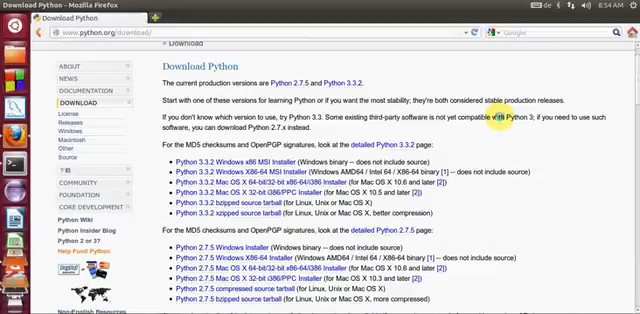 Download Python - Mozilla Firefox
de
8:54 AM
Download Python
www.python.org/download/
Google
Download
ABOUT
NEWS
DOCUMENTATION
DOWNLOAD
License
Releases
Windows
Macintosh
Other
Source
下載
COMMUNITY
FOUNDATION
CORE DEVELOPMENT
Python Wiki
Python Insider Blog
Python 2 or 3?
Help Fund Python
Non-English Resources
Download Python
The current production versions are Python 2.7.5 and Python 3.3.2.
Start with one of these versions for learning Python or if you want the most stability; they're both considered stable production releases.
If you don't know which version to use, try Python 3.3. Some existing third-party software is not yet compatible with Python 3; if you need to use such
software, you can download Python 2.7.x instead.
For the MD5 checksums and OpenPGP signatures, look at the detailed Python 3.3.2 page:
Python 3.3.2 Windows x86 MSI Installer (Windows binary -- does not include source)
Python 3.3.2 Windows X86-64 MSI Installer (Windows AMD64 / Intel 64 / X86-64 binary [1] -- does not include source)
Python 3.3.2 Mac OS X 64-bit/32-bit x86-64/i386 Installer (for Mac OS X 10.6 and later [2])
Python 3.3.2 Mac OS X 32-bit i386/PPC Installer (for Mac OS X 10.5 and later [2])
Python 3.3.2 bzipped source tarball (for Linux, Unix or Mac OS X)
Python 3.3.2 xzipped source tarball (for Linux, Unix or Mac OS X, better compression)
For the MD5 checksums and OpenPGP signatures, look at the detailed Python 2.7.5 page:
Python 2.7.5 Windows Installer (Windows binary -- does not include source)
Python 2.7.5 Windows X86-64 Installer (Windows AMD64 / Intel 64 / X86-64 binary [1] -- does not include source)
Python 2.7.5 Mac OS X 64-bit/32-bit x86-64/i386 Installer (for Mac OS X 10.6 and later [2])
Python 2.7.5 Mac OS X 32-bit i386/PPC Installer (for Mac OS X 10.3 and later [2])
Python 2.7.5 compressed source tarball (for Linux, Unix or Mac OS X)
Python 2.7.5 bzipped source tarball (for Linux, Unix or Mac OS X, more compressed)